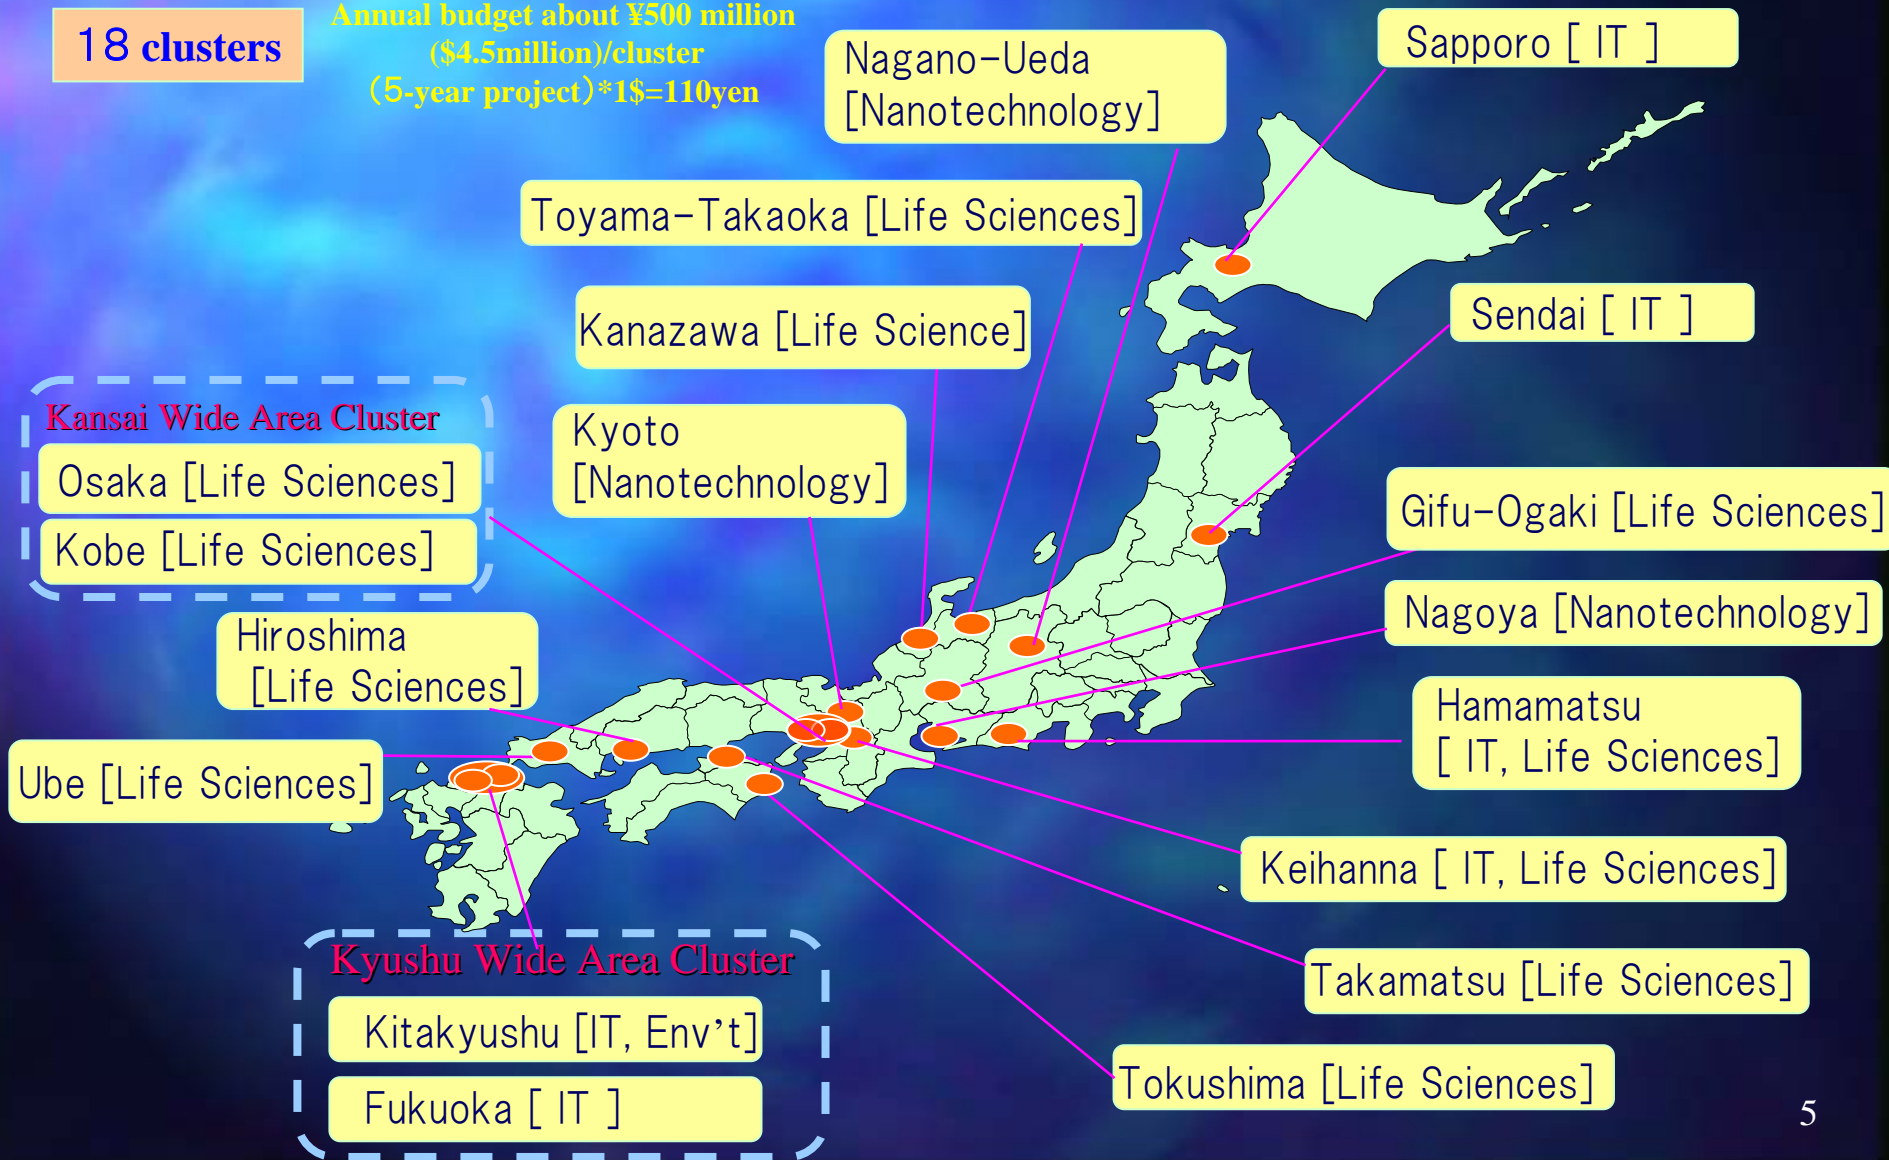 18 clusters
Annual budget about ¥500 million
($4.5million)/cluster
(5-year project)*1$=110yen
Nagano-Ueda
[Nanotechnology]
Sapporo [ IT ]
Toyama-Takaoka [Life Sciences]
Kanazawa [Life Science]
Sendai [ IT ]
Kansai Wide Area Cluster
Osaka [Life Sciences]
Kobe [Life Sciences]
Kyoto
[Nanotechnology]
Gifu-Ogaki [Life Sciences]
Nagoya [Nanotechnology]
Hiroshima
[Life Sciences]
Hamamatsu
[ IT, Life Sciences]
Ube [Life Sciences]
Keihanna [ IT, Life Sciences]
Kyushu Wide Area Cluster
Kitakyushu [IT, Env’t]
Fukuoka [ IT ]
Takamatsu [Life Sciences]
Tokushima [Life Sciences]
5